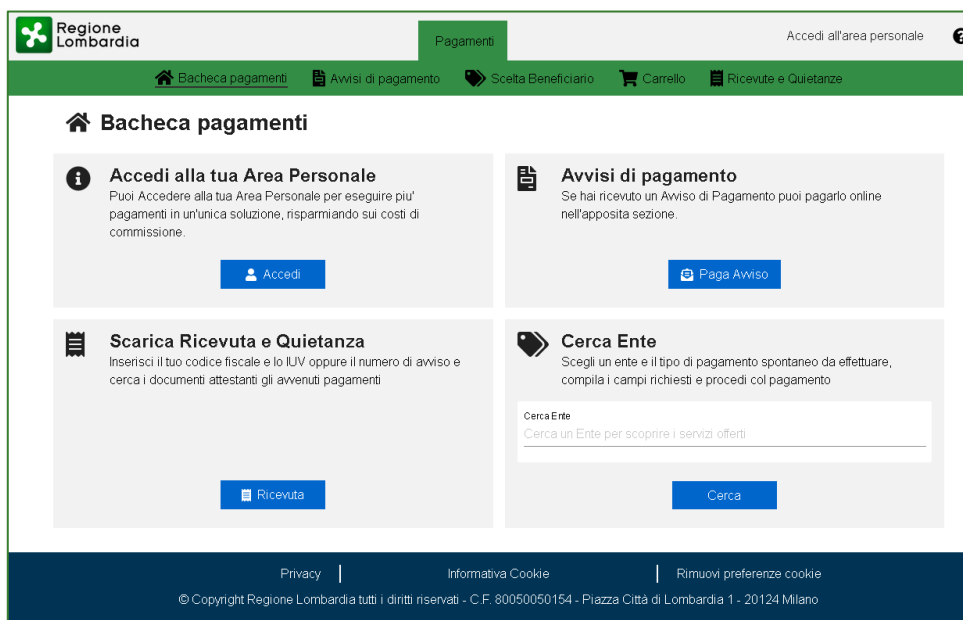 Regione
Lombardia
Pagamenti
Accedi all'area personale
Bacheca pagamenti
Avvisi di pagamento
Scelta Beneficiario
Carrello
Ricevute e Quietanze
Bacheca pagamenti
Accedi alla tua Area Personale
Puoi Accedere alla tua Area Personale per eseguire piu'
pagamenti in un'unica soluzione, risparmiando sui costi di
commissione.
Accedi
Avvisi di pagamento
Se hai ricevuto un Avviso di Pagamento puoi pagarlo online
nell'apposita sezione.
Paga Avviso
Scarica Ricevuta e Quietanza
Inserisci il tuo codice fiscale e lo IUV oppure il numero di avviso e
cerca i documenti attestanti gli avvenuti pagamenti
Ricevuta
Cerca Ente
Scegli un ente e il tipo di pagamento spontaneo da effettuare,
compila i campi richiesti e procedi col pagamento
Cerca Ente
Cerca un Ente per scoprire i servizi offerti
Cerca
Privacy
Informativa Cookie
Rimuovi preferenze cookie
© Copyright Regione Lombardia tutti i diritti riservati - C.F. 80050050154 - Piazza Città di Lombardia 1 - 20124 Milano